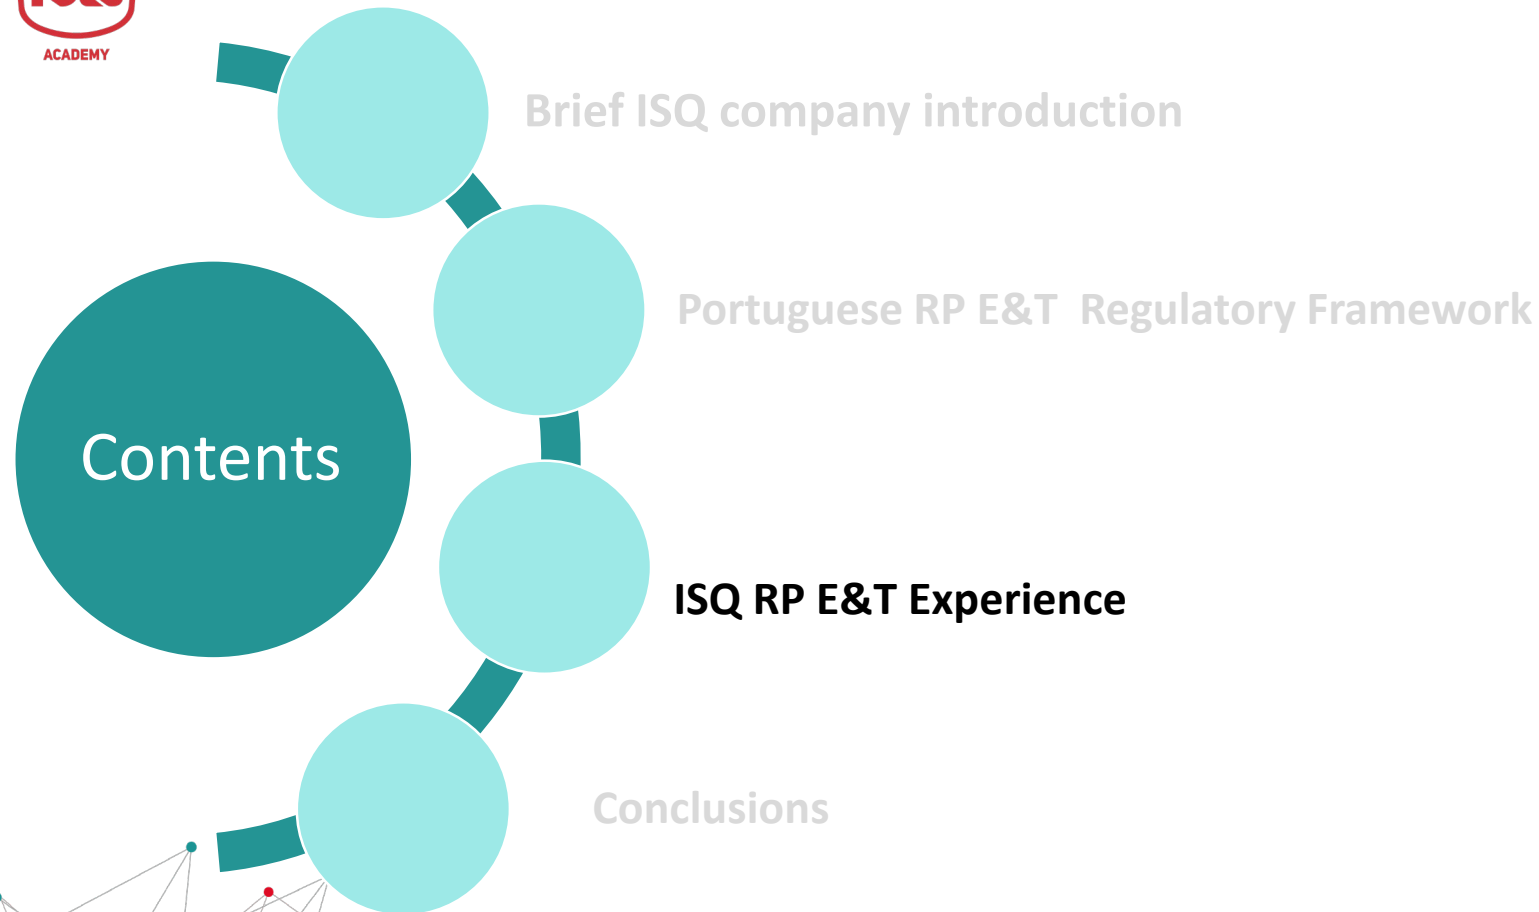 ACADEMY
Brief ISQ company introduction
Portuguese RP E&T  Regulatory Framework
Contents
ISQ RP E&T Experience
Conclusions